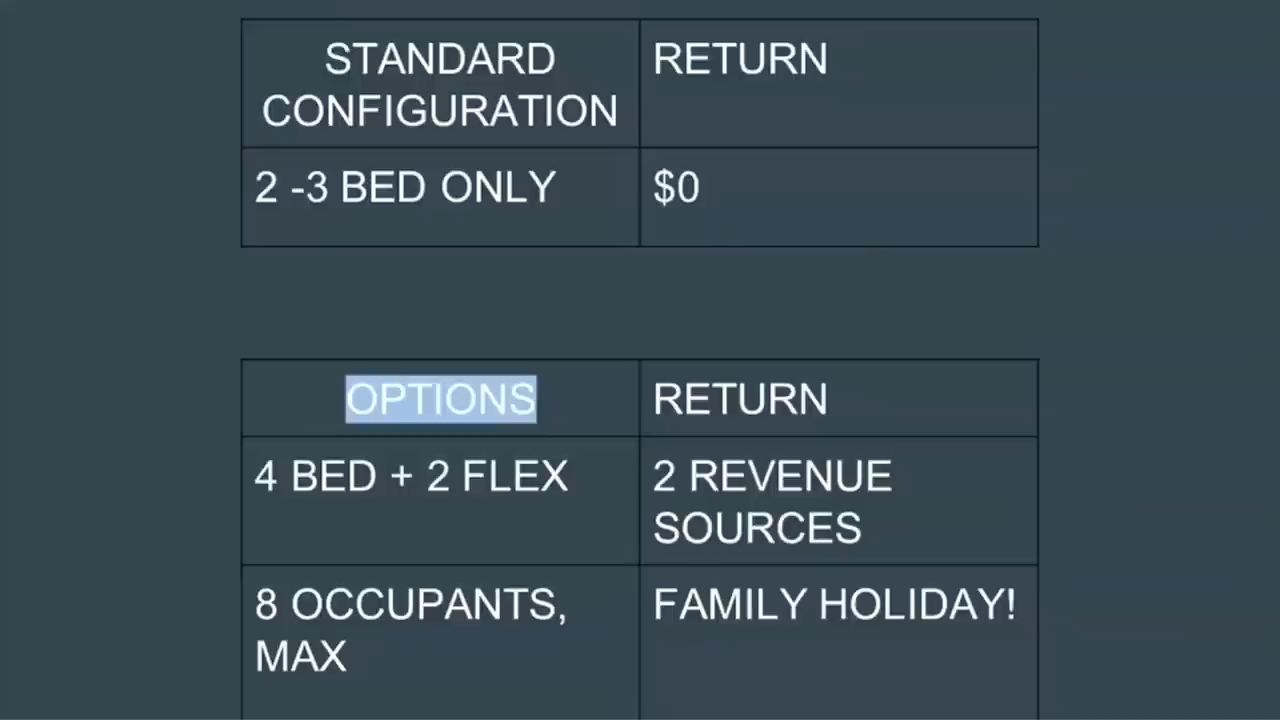 STANDARD
CONFIGURATION
RETURN
2 -3 BED ONLY
$0
OPTIONS
RETURN
4 BED + 2 FLEX
2 REVENUE
SOURCES
8 OCCUPANTS,
MAX
FAMILY HOLIDAY!